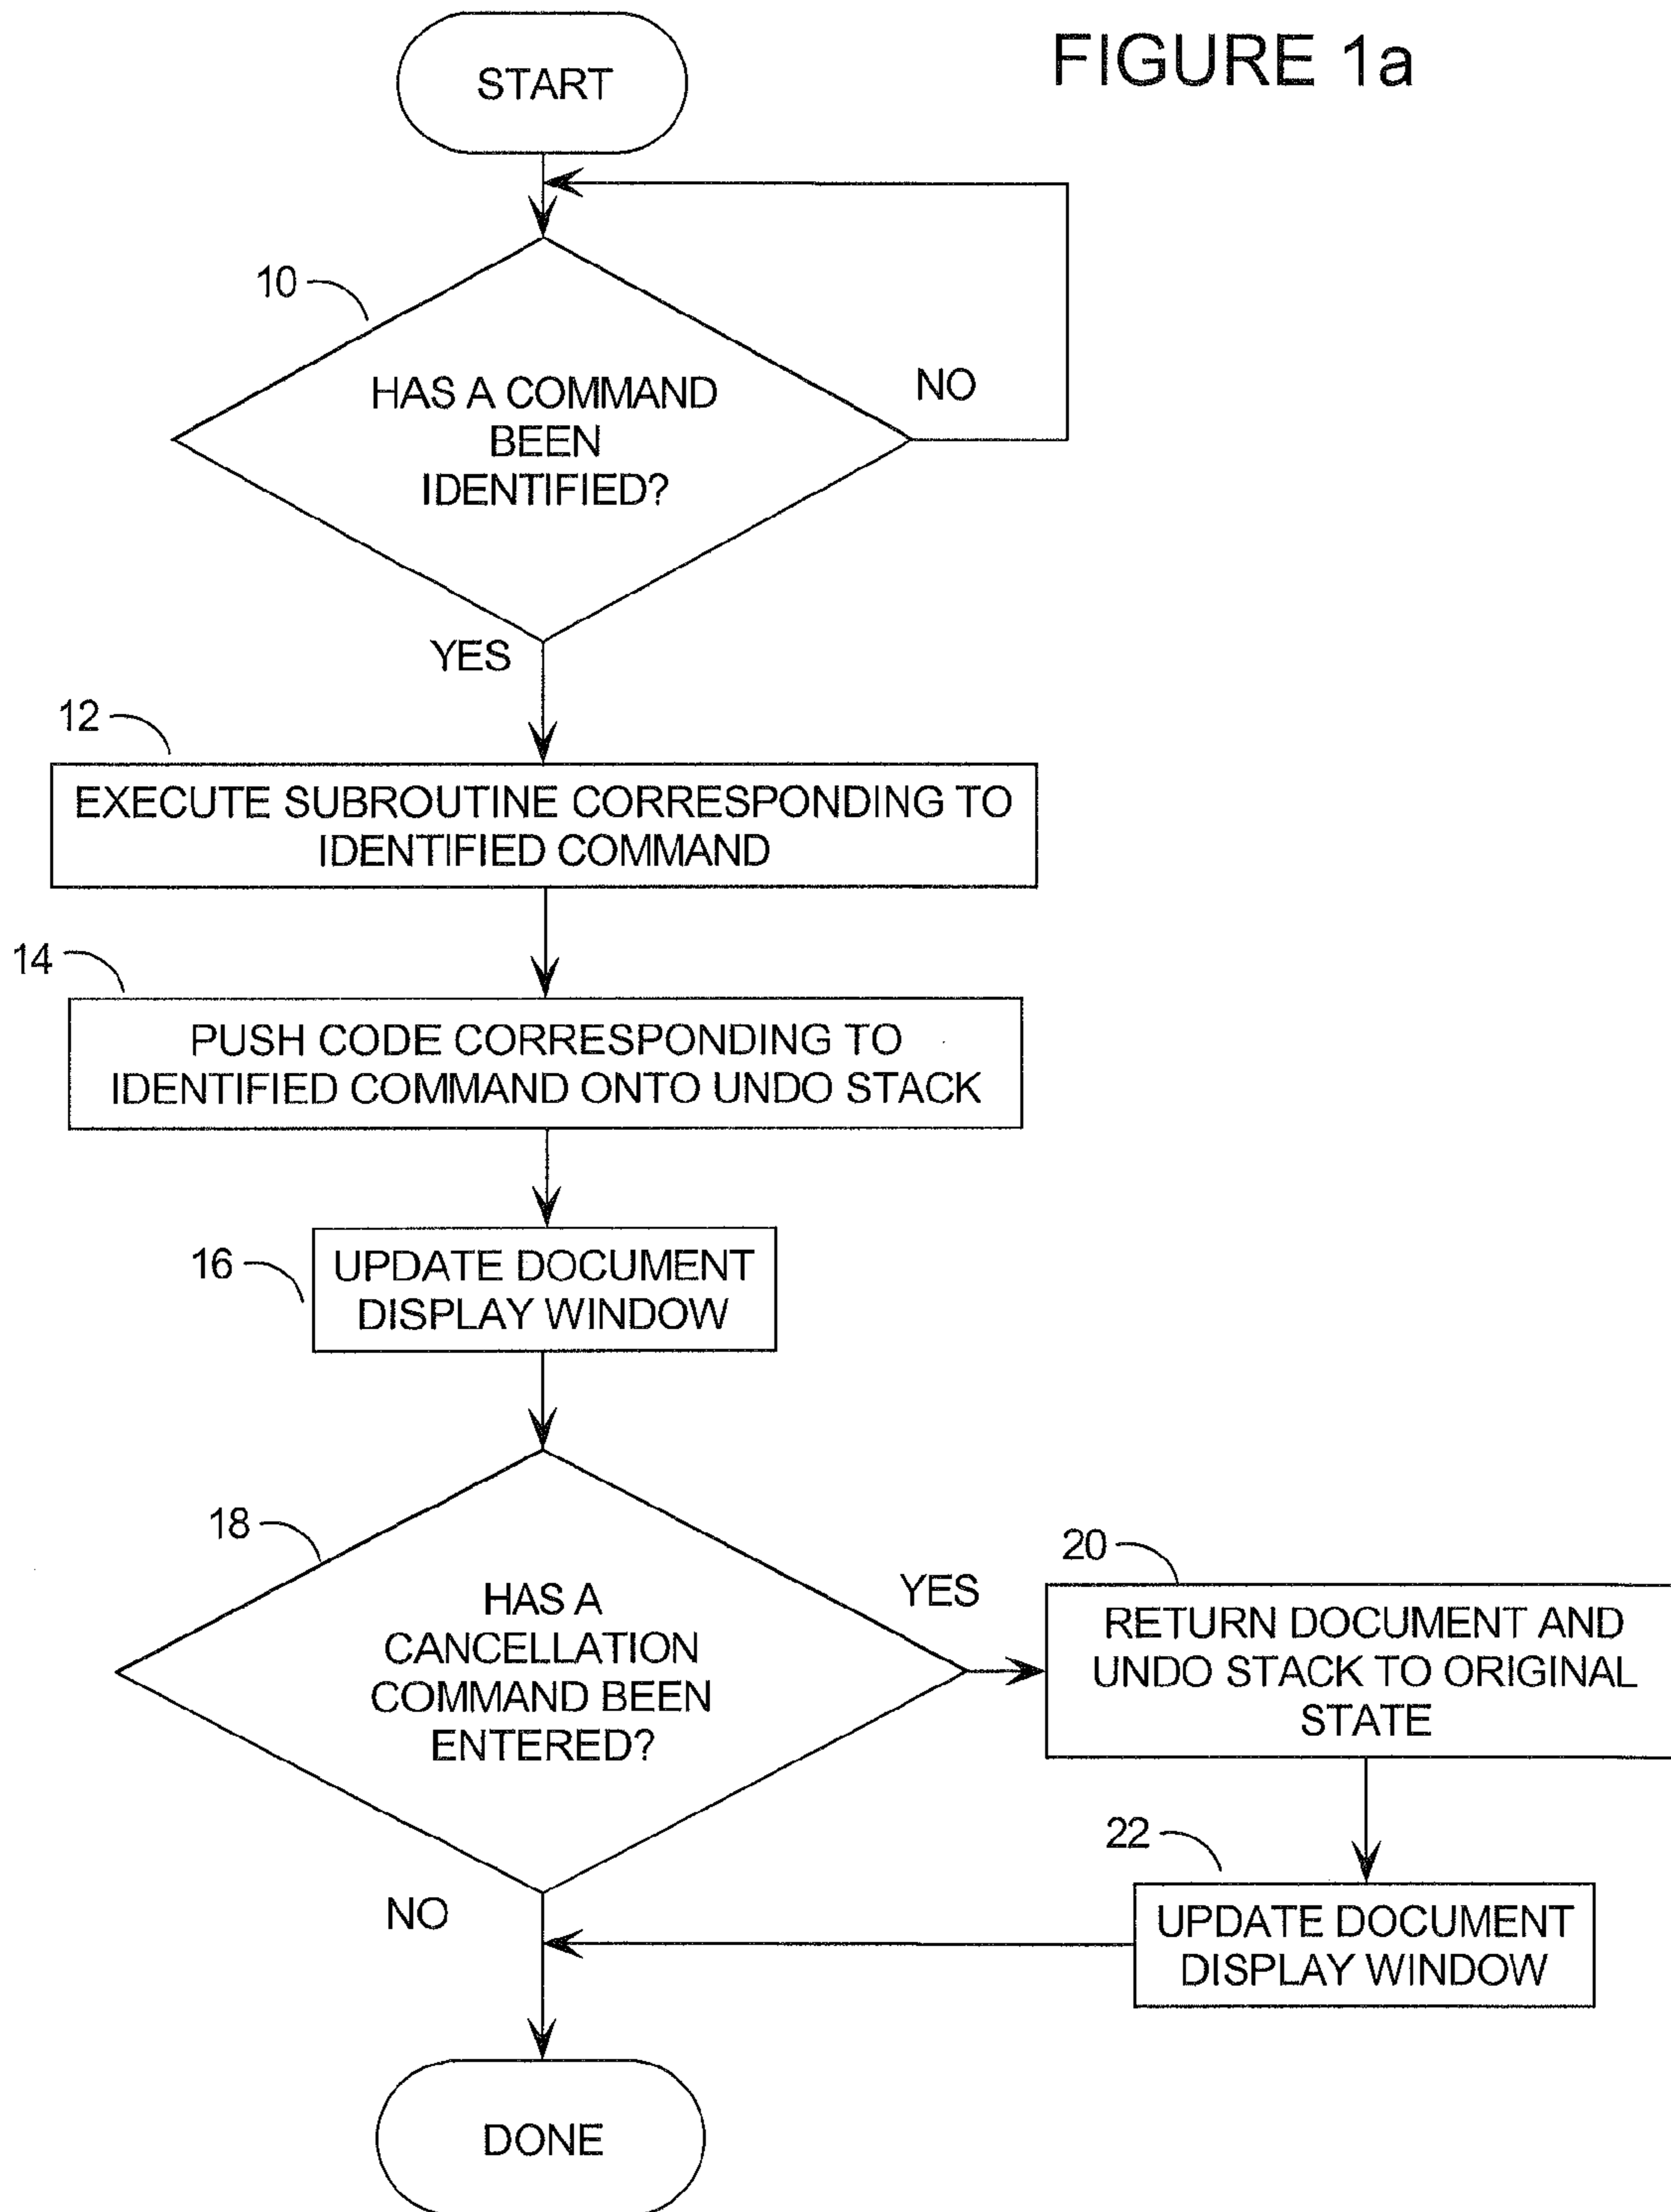 FIGURE 1a
START
10
HAS A COMMAND
BEEN
IDENTIFIED?
NO
YES
12
EXECUTE SUBROUTINE CORRESPONDING TO
IDENTIFIED COMMAND
14
PUSH CODE CORRESPONDING TO
IDENTIFIED COMMAND ONTO UNDO STACK
16
UPDATE DOCUMENT
DISPLAY WINDOW
18
HAS A
CANCELLATION
COMMAND BEEN
ENTERED?
YES
20
RETURN DOCUMENT AND
UNDO STACK TO ORIGINAL
STATE
22
UPDATE DOCUMENT
DISPLAY WINDOW
NO
DONE